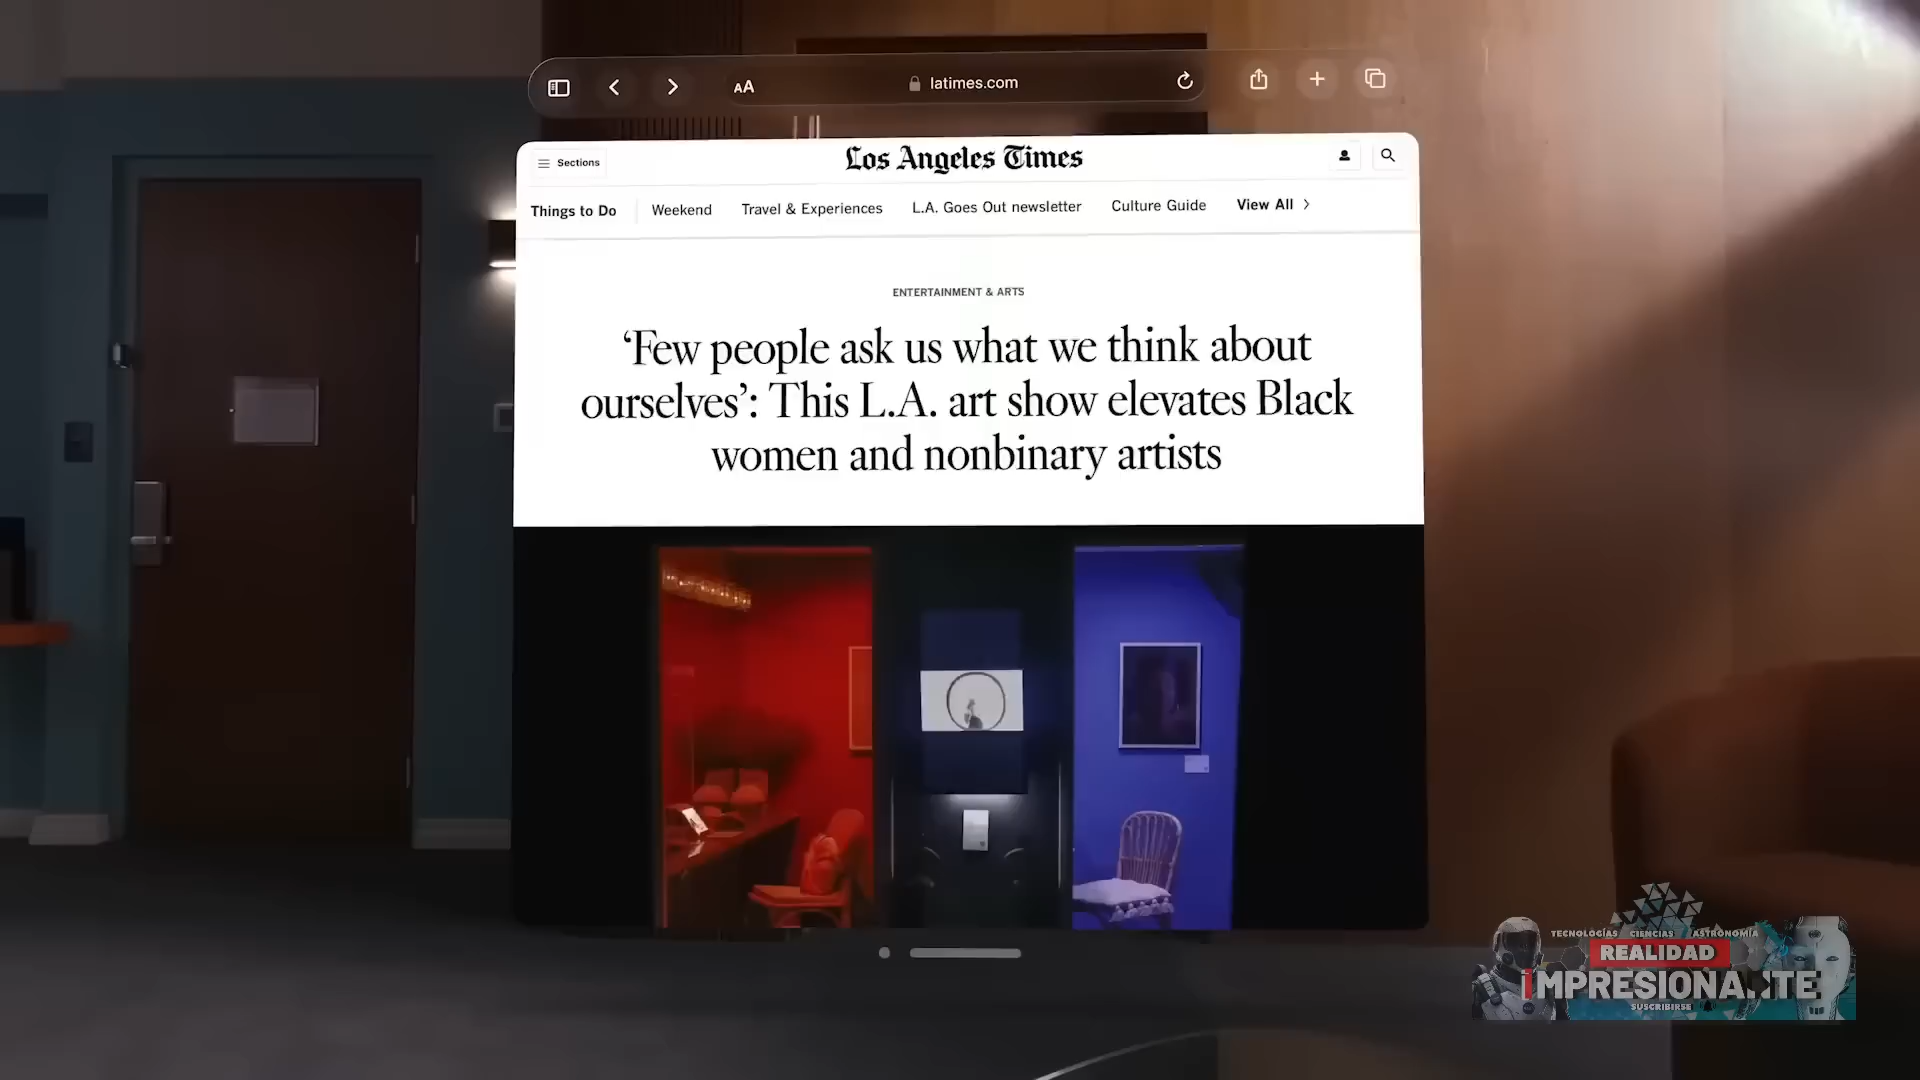 AA
latimes.com
Sections
Los Angeles Times
Things to Do
Weekend
Travel & Experiences
L.A. Goes Out newsletter
Culture Guide
View All
ENTERTAINMENT & ARTS
‘Few people ask us what we think about
ourselves’: This L.A. art show elevates Black
women and nonbinary artists
TECNOLOGÍAS CIENCIAS ASTRONOMÍA
REALIDAD
SUSCRIBIRSE